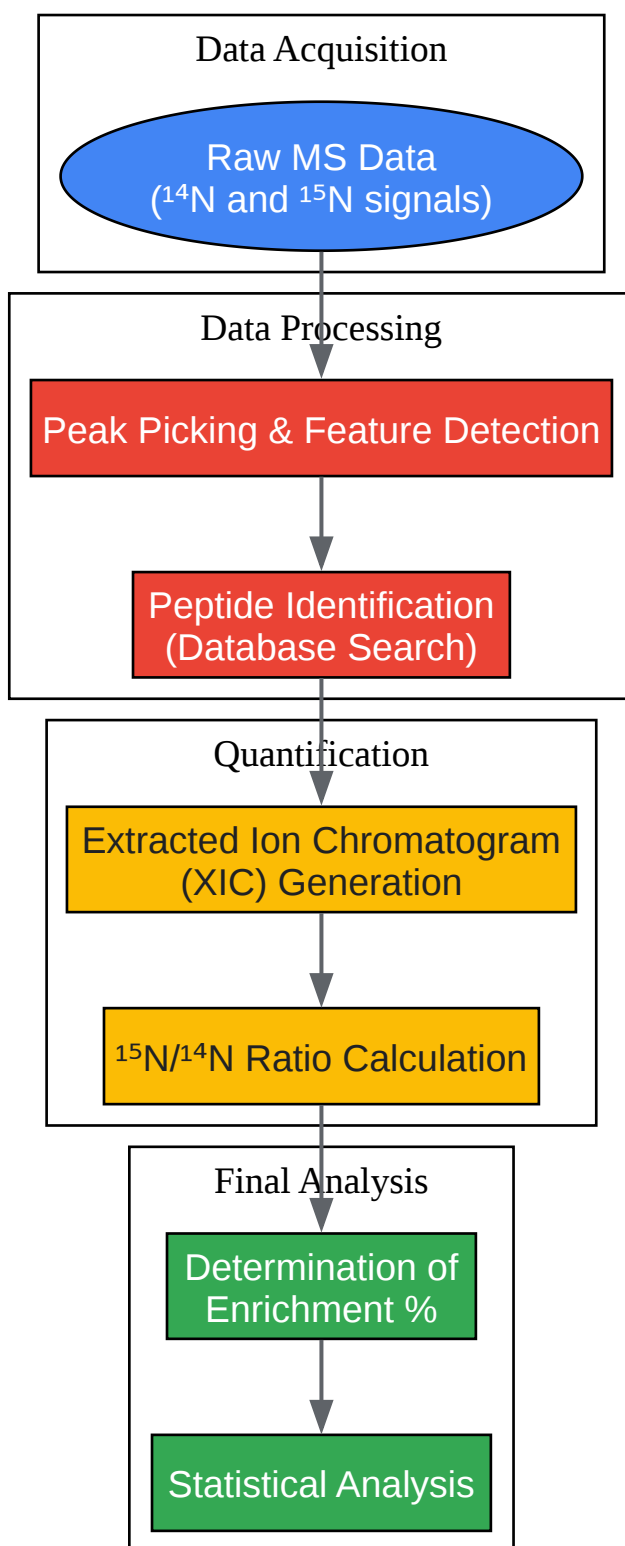 Data Acquisition
Raw MS Data
(¹⁴N and ¹⁵N signals)
Data Processing
Peak Picking & Feature Detection
Peptide Identification
(Database Search)
Quantification
Extracted Ion Chromatogram
(XIC) Generation
¹⁵N/¹⁴N Ratio Calculation
Final Analysis
Determination of
Enrichment %
Statistical Analysis